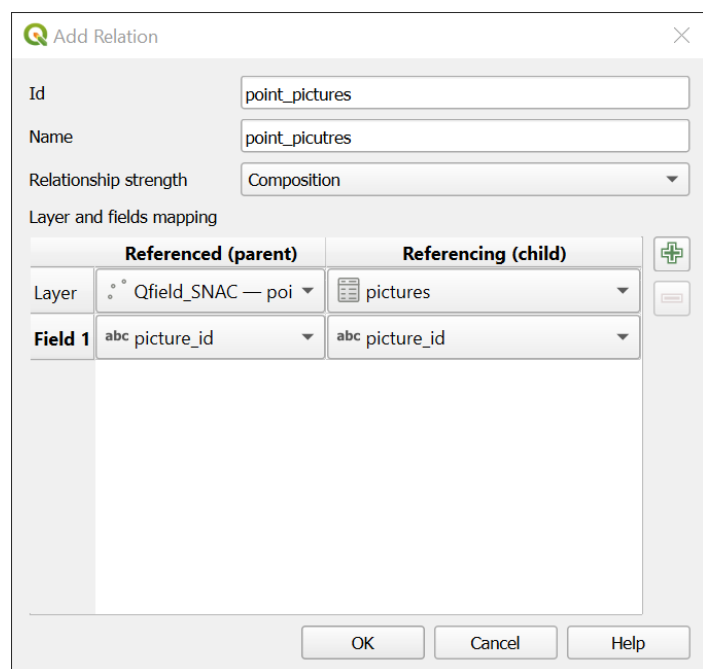 Add Relation
Id point_pictures
Name point_picutres
Relationship strength Composition
Layer and fields mapping
Referenced (parent) Referencing (child)
Layer Qfield_SNAC — poi pictures
Field 1 abc picture_id abc picture_id
OK Cancel Help